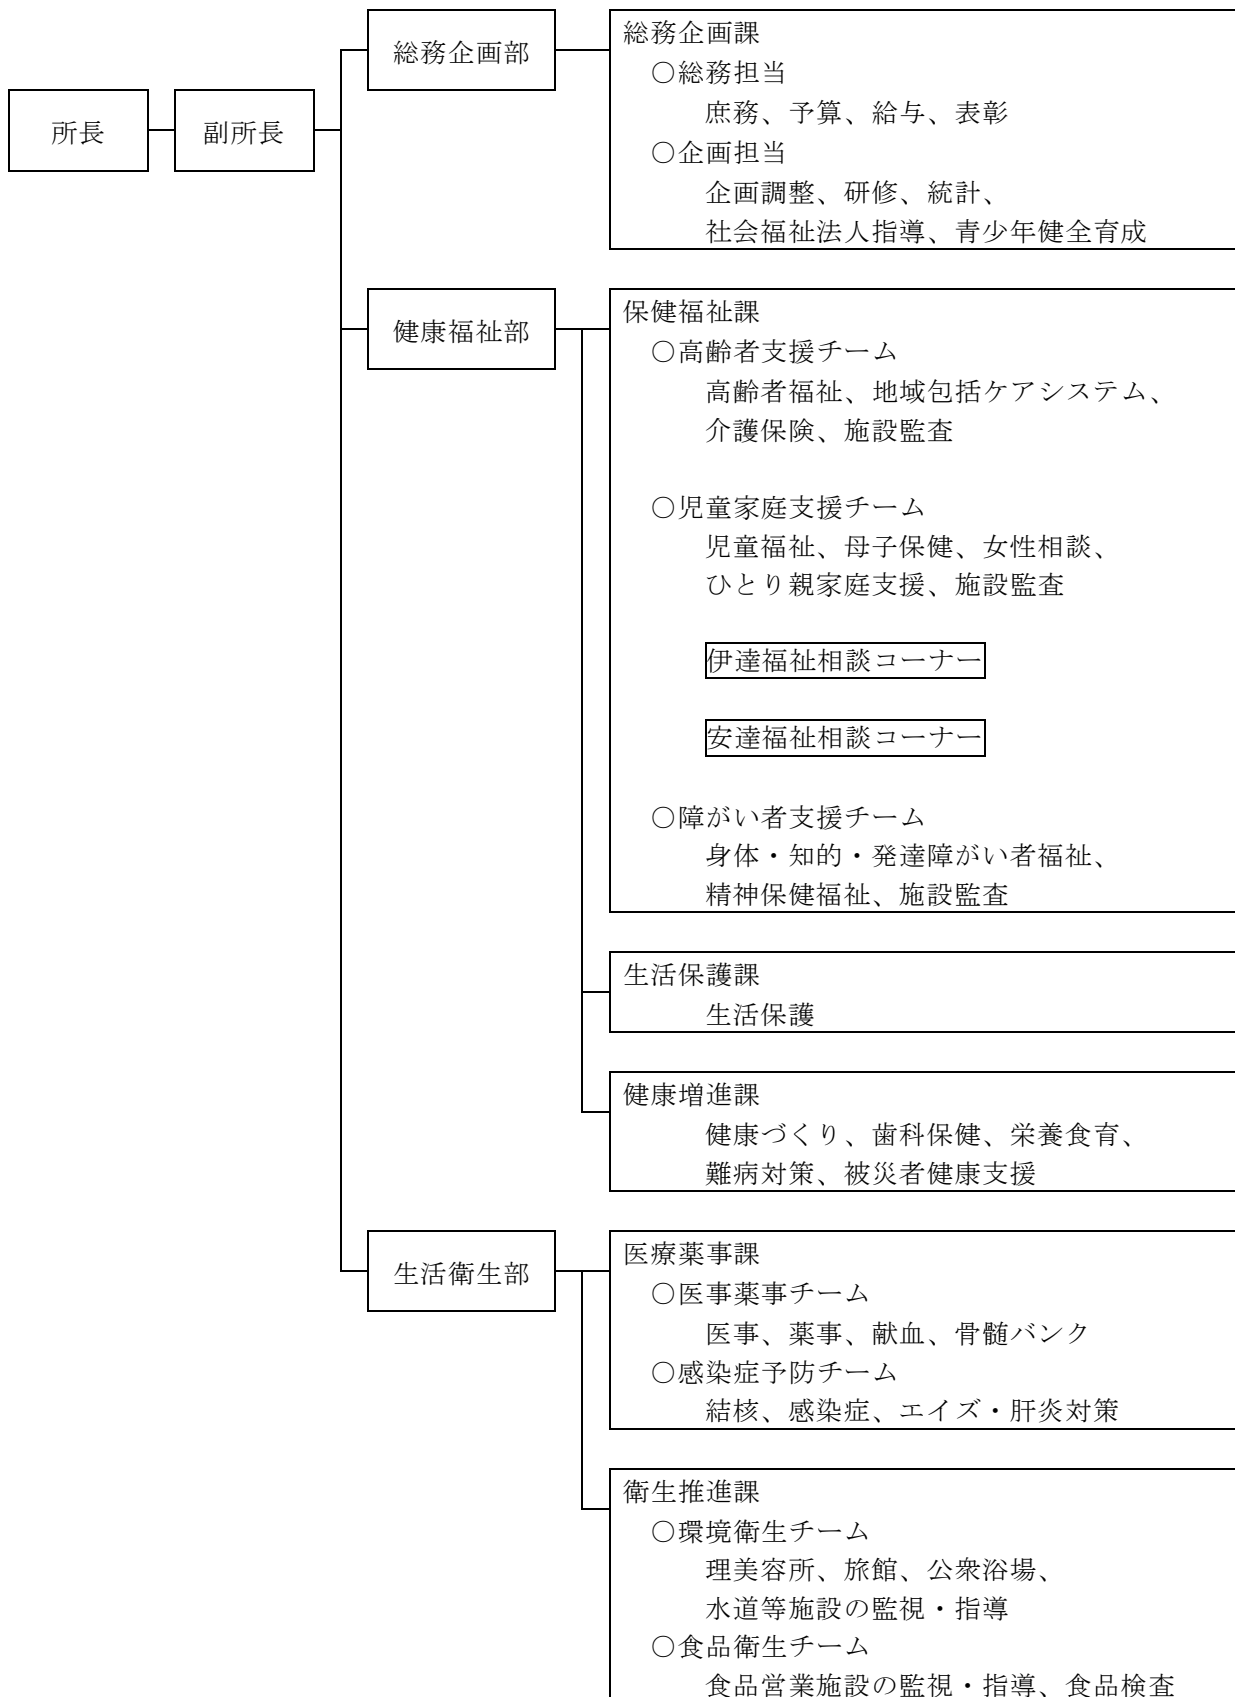 所長
副所長
総務企画部
総務企画課
○総務担当
庶務、予算、給与、表彰
○企画担当
企画調整、研修、統計、
社会福祉法人指導、青少年健全育成
健康福祉部
保健福祉課
○高齢者支援チーム
高齢者福祉、地域包括ケアシステム、
介護保険、施設監査
○児童家庭支援チーム
児童福祉、母子保健、女性相談、
ひとり親家庭支援、施設監査
伊達福祉相談コーナー
安達福祉相談コーナー
○障がい者支援チーム
身体・知的・発達障がい者福祉、
精神保健福祉、施設監査
生活保護課
生活保護
健康増進課
健康づくり、歯科保健、栄養食育、
難病対策、被災者健康支援
生活衛生部
医療薬事課
○医事薬事チーム
医事、薬事、献血、骨髄バンク
○感染症予防チーム
結核、感染症、エイズ・肝炎対策
衛生推進課
○環境衛生チーム
理美容所、旅館、公衆浴場、
水道等施設の監視・指導
○食品衛生チーム
食品営業施設の監視・指導、食品検査